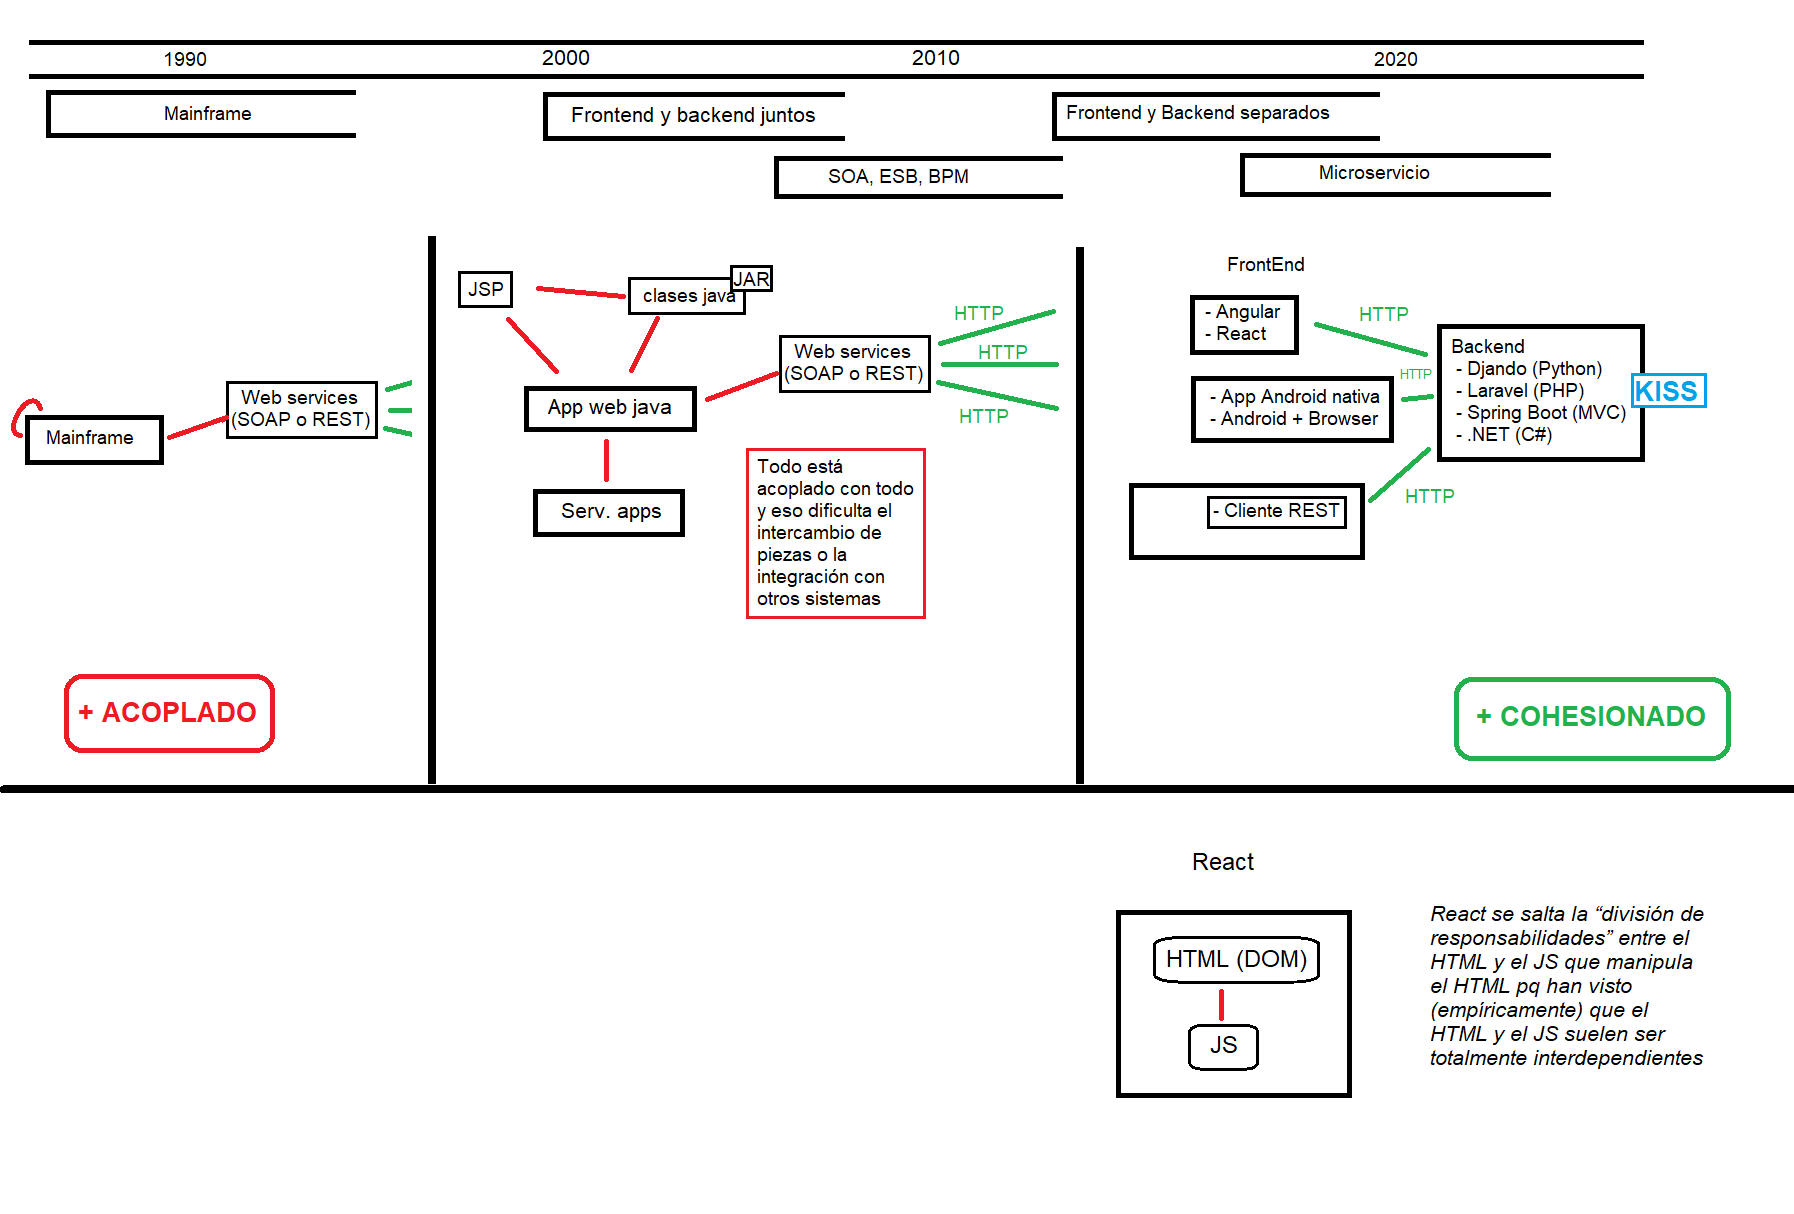 1990
2000
2010
2020
Mainframe
Frontend y backend juntos
Frontend y Backend separados
SOA, ESB, BPM
Microservicio
Mainframe
Web services
(SOAP o REST)
JSP
clases java
JAR
App web java
Serv. apps
Web services
(SOAP o REST)
HTTP
HTTP
HTTP
Todo está
acoplado con todo
y eso dificulta el
intercambio de
piezas o la
integración con
otros sistemas
FrontEnd
- Angular
- React
- App Android nativa
- Android + Browser
- Cliente REST
HTTP
HTTP
HTTP
Backend
- Djando (Python)
- Laravel (PHP)
- Spring Boot (MVC)
- .NET (C#)
KISS
+ ACOPLADO
+ COHESIONADO
React
HTML (DOM)
JS
React se salta la “división de
responsabilidades” entre el
HTML y el JS que manipula
el HTML pq han visto
(empíricamente) que el
HTML y el JS suelen ser
totalmente interdependientes